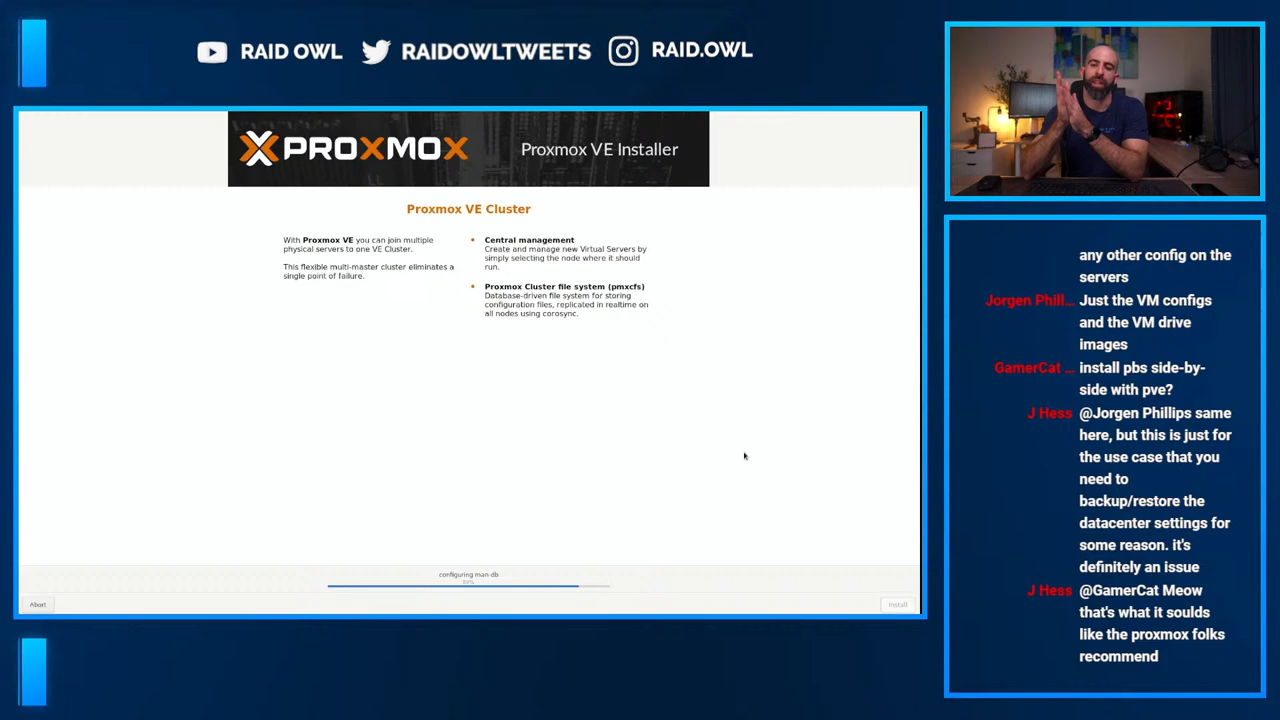 RAID OWL
RAIDOWLTWEETS
RAID.OWL
PROXMOX
Proxmox VE Installer
Proxmox VE Cluster
With Proxmox VE you can join multiple
physical servers to one VE Cluster.
This flexible multi-master cluster eliminates a
single point of failure.
Central management
Create and manage new Virtual Servers by
simply selecting the node where it should
run.
Proxmox Cluster file system (pmxcfs)
Database-driven file system for storing
configuration files, replicated in realtime on
all nodes using corosync.
configuring man-db
Abort
Install
any other config on the
servers
Jorgen Phill... Just the VM configs
and the VM drive
images
GamerCat ... install pbs side-by-
side with pve?
J Hess @Jorgen Phillips same
here, but this is just for
the use case that you
need to
backup/restore the
datacenter settings for
some reason. it's
definitely an issue
J Hess @GamerCat Meow
that's what it soulds
like the proxmox folks
recommend